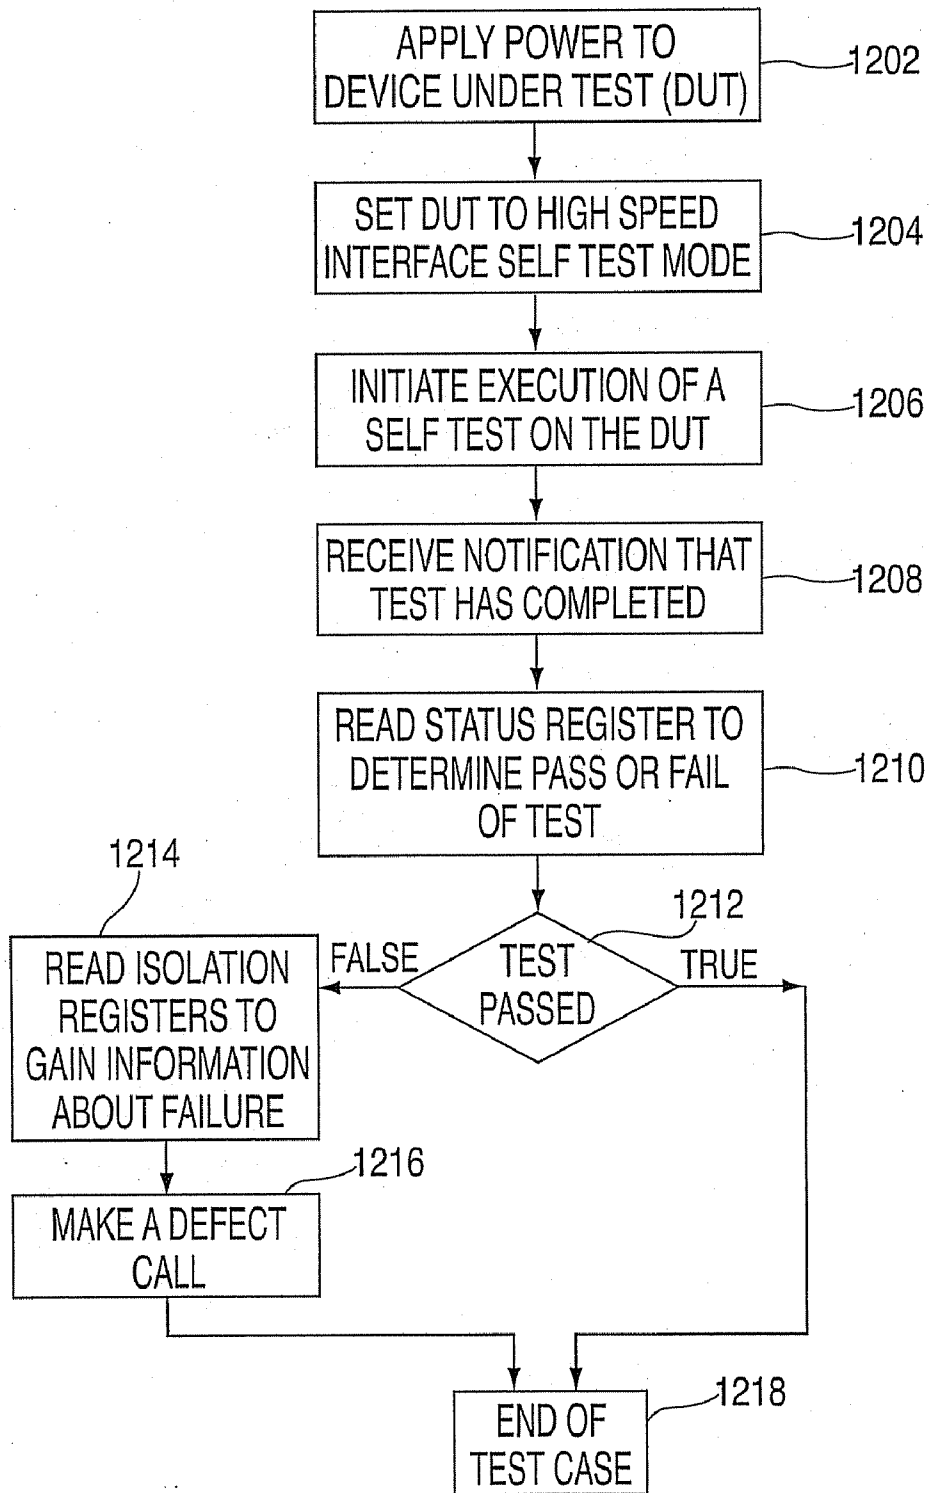 APPLY POWER TO
DEVICE UNDER TEST (DUT)
1202
SET DUT TO HIGH SPEED
INTERFACE SELF TEST MODE
1204
INITIATE EXECUTION OF A
SELF TEST ON THE DUT
1206
RECEIVE NOTIFICATION THAT
TEST HAS COMPLETED
1208
READ STATUS REGISTER TO
DETERMINE PASS OR FAIL
OF TEST
1210
1212
TEST
PASSED
FALSE
TRUE
1214
READ ISOLATION
REGISTERS TO
GAIN INFORMATION
ABOUT FAILURE
1216
MAKE A DEFECT
CALL
1218
END OF
TEST CASE